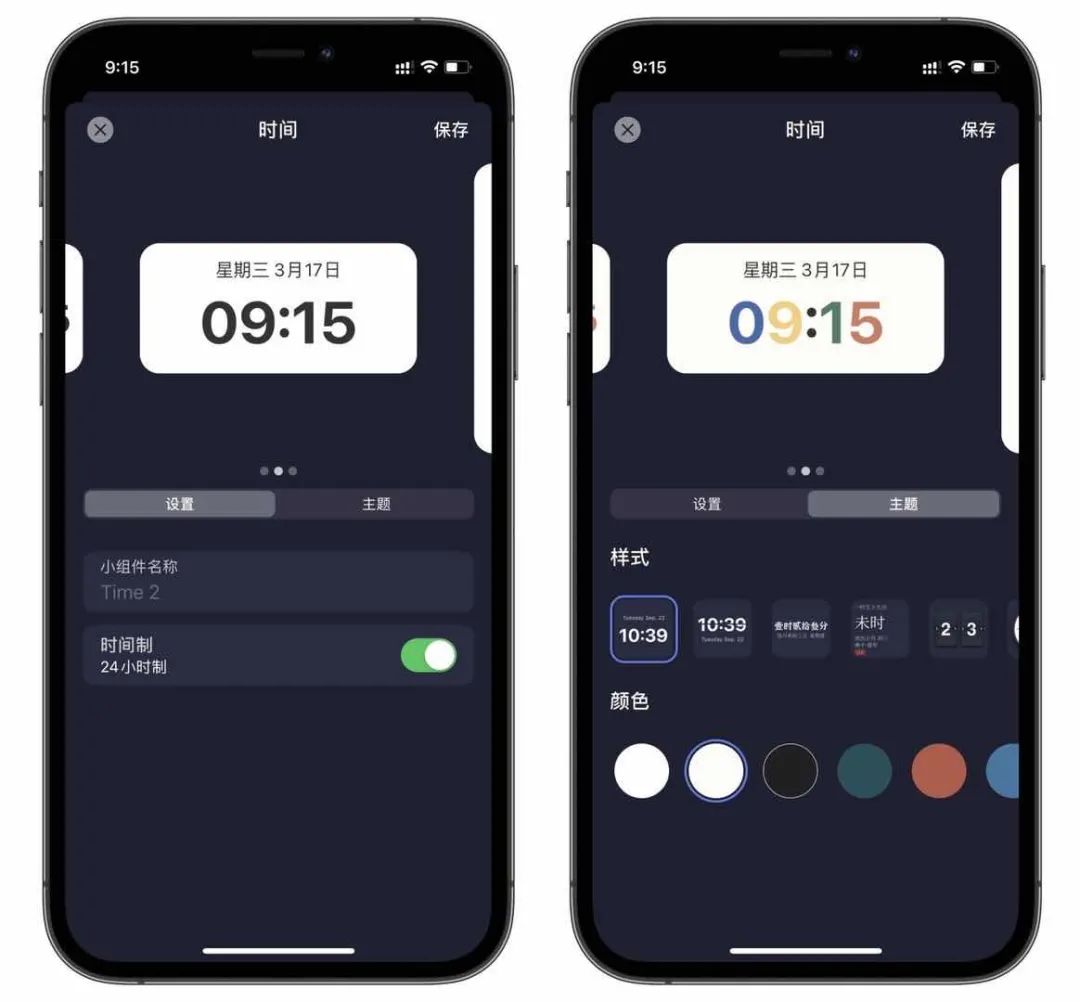 9:15
时间
保存
星期三 3月17日
09:15
设置
主题
小组件名称
Time 2
时间制
24小时制
9:15
时间
保存
星期三 3月17日
09:15
设置
主题
样式
Tuesday Sep. 22
10:39
10:39
Tuesday Sep. 22
壹时贰拾叁分
未时
2 3
颜色